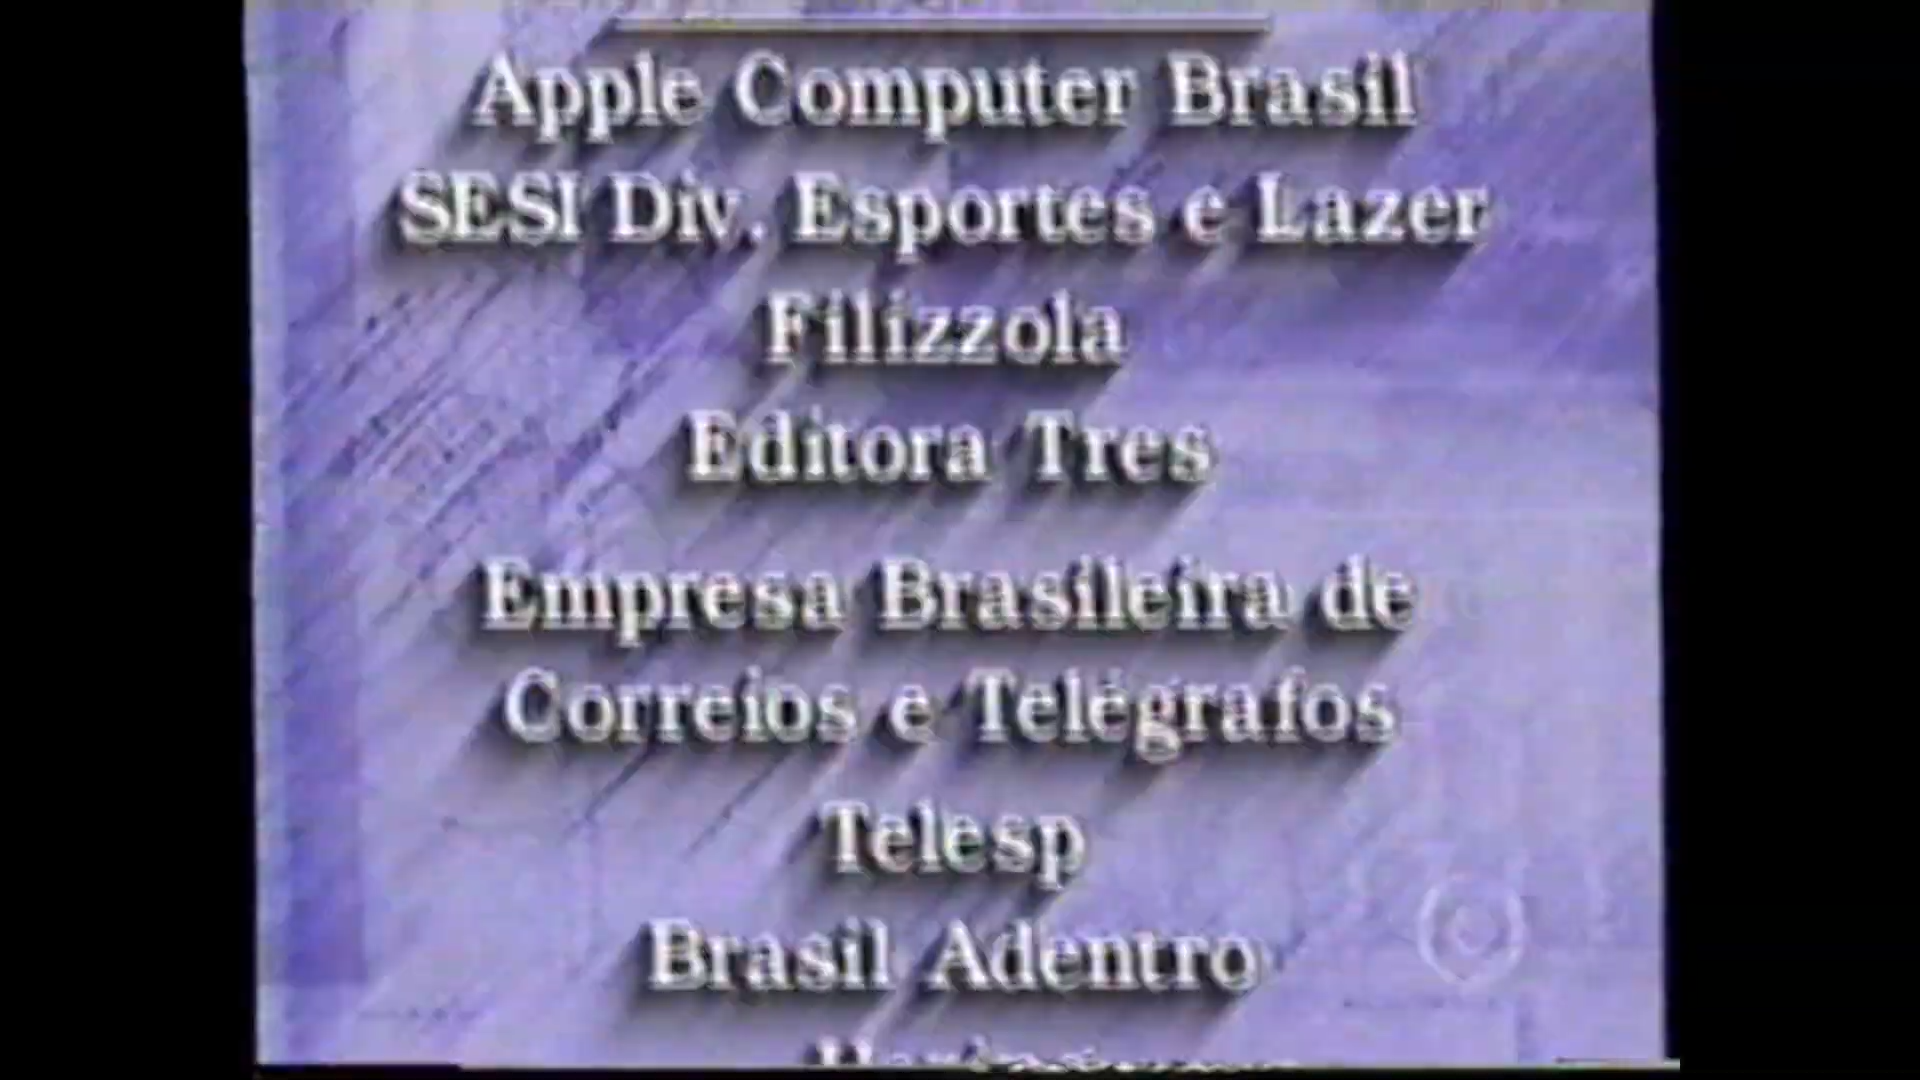 Apple Computer Brasil
SESI Div. Esportes e Lazer
Filizzola
Editora Tres
Empresa Brasileira de
Correios e Telégrafos
Telesp
Brasil Adentro